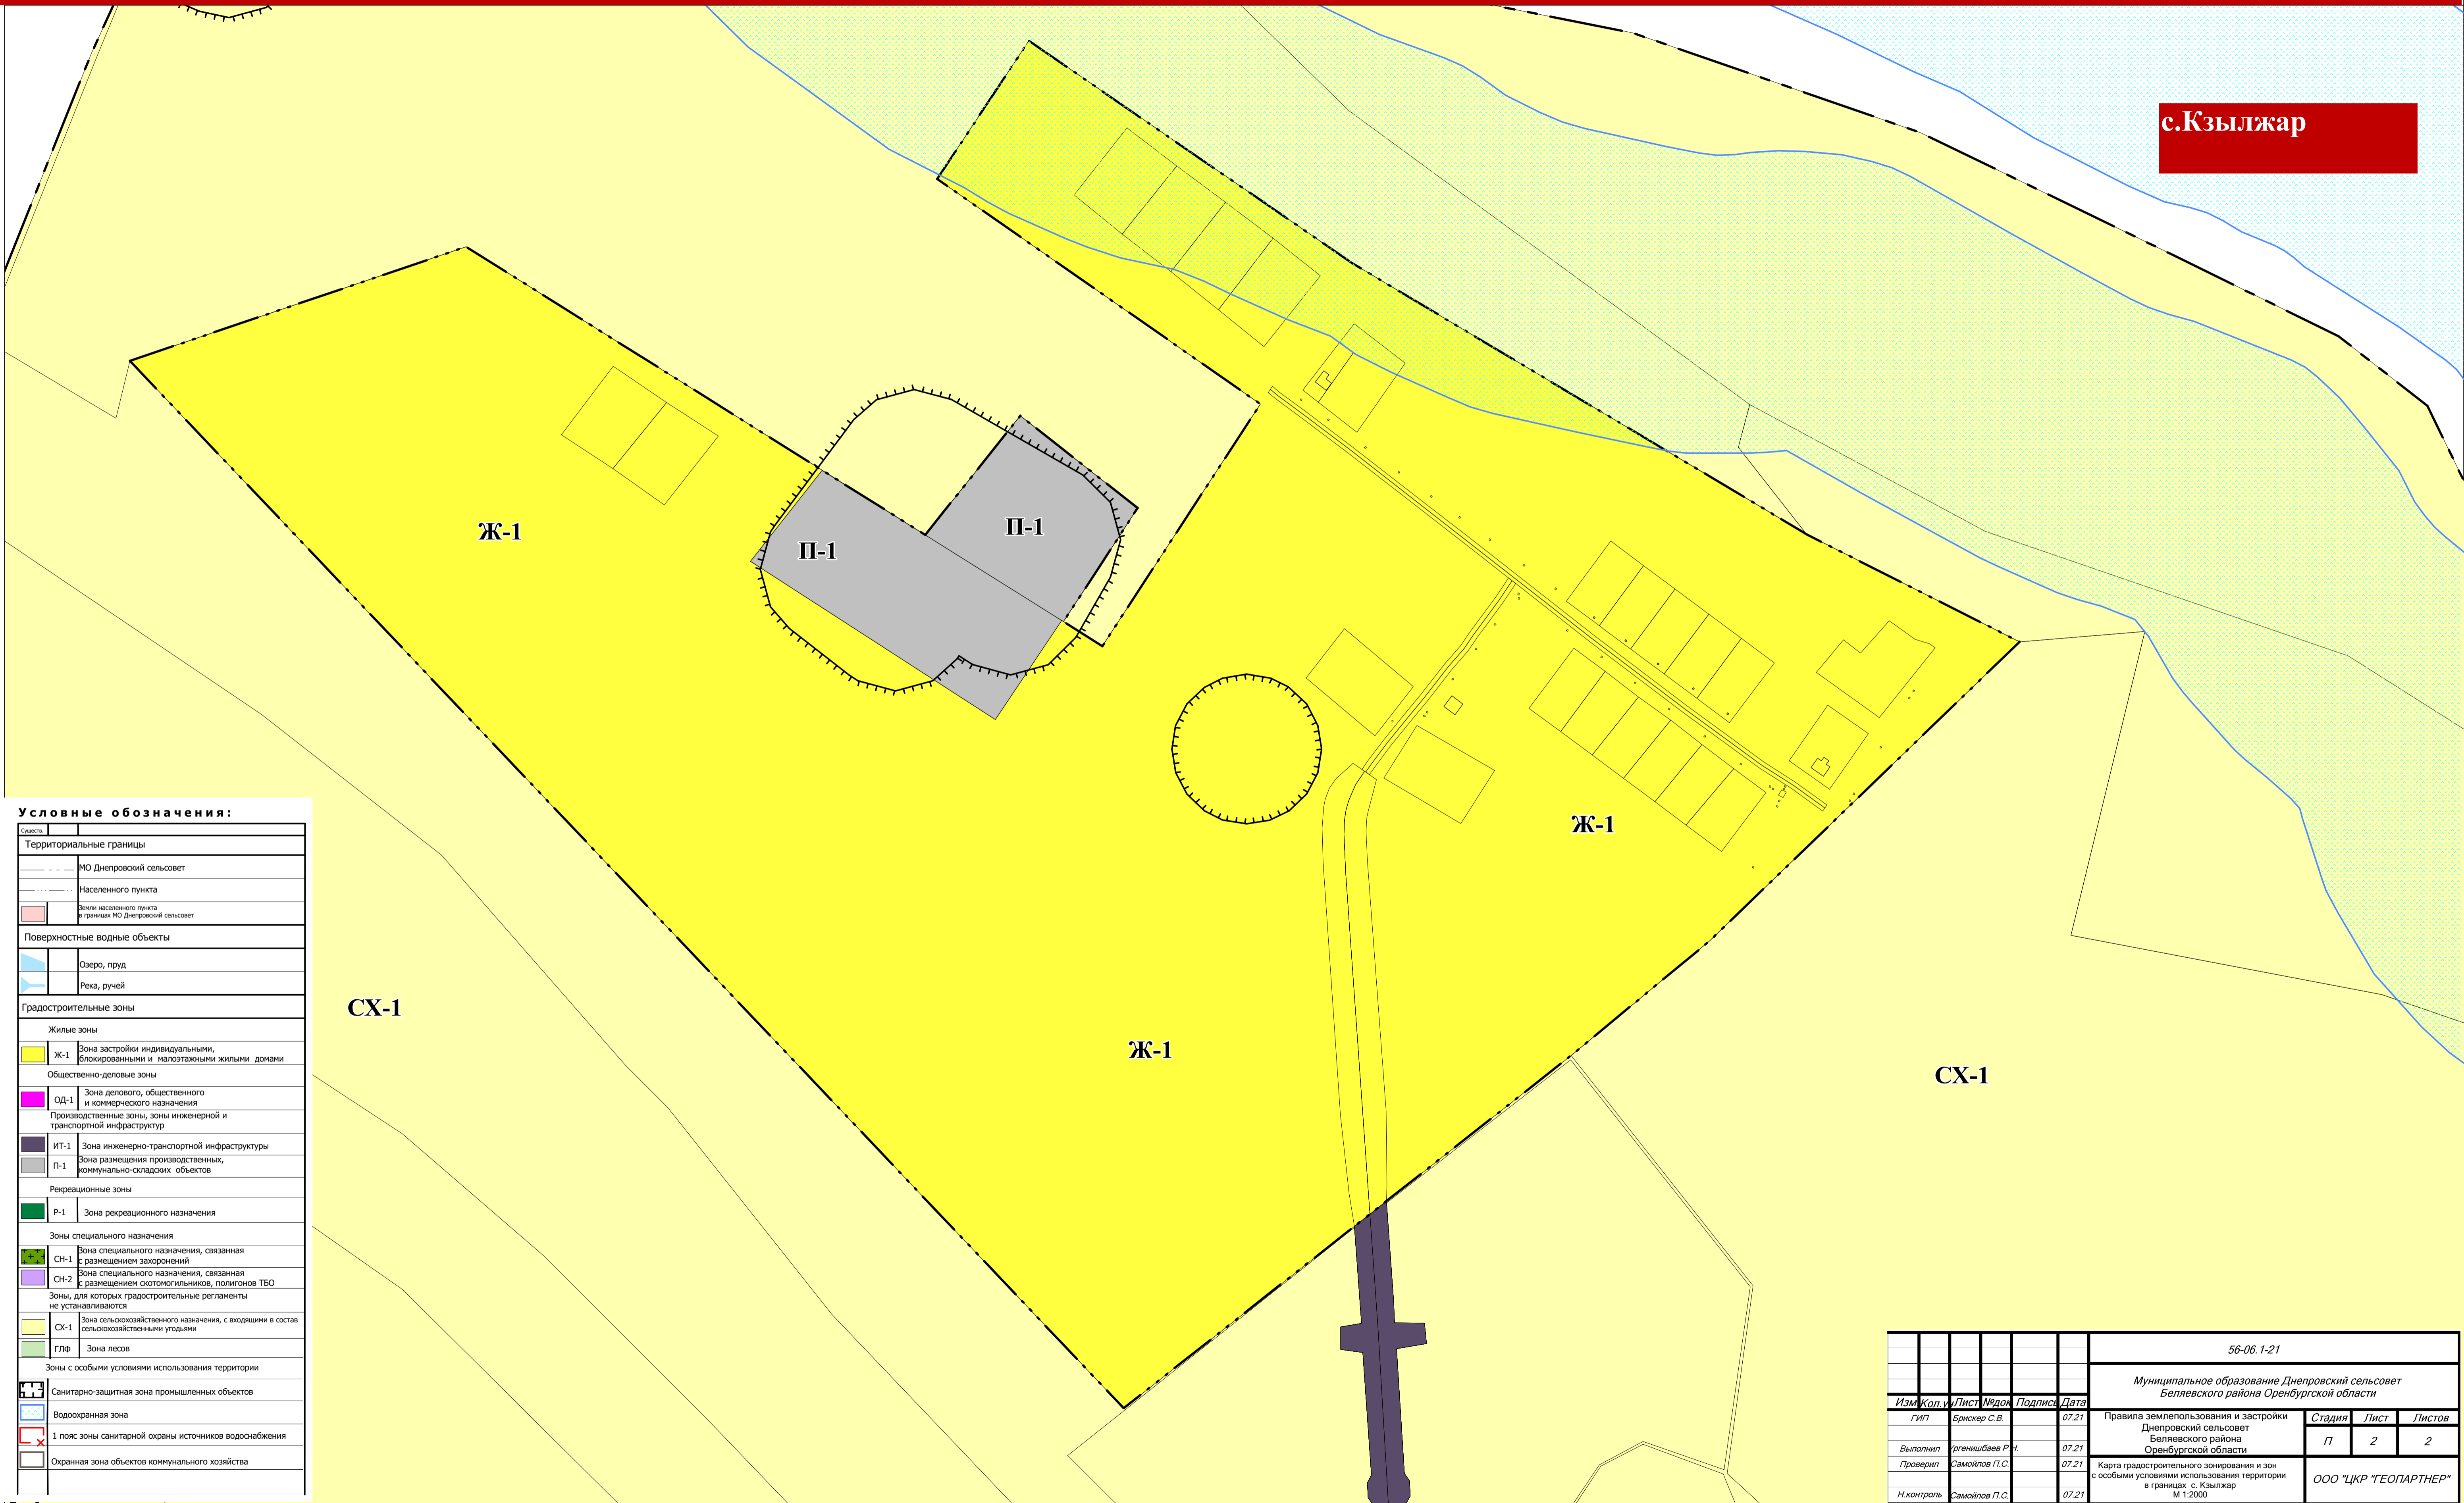 с.Кзылжар
Ж-1
П-1
П-1
Ж-1
Ж-1
СХ-1
СХ-1
Условные обозначения:
Существ.
Территориальные границы
МО Днепровский сельсовет
Населенного пункта
Земли населенного пункта
в границах МО Днепровский сельсовет
Поверхностные водные объекты
Озеро, пруд
Река, ручей
Градостроительные зоны
Жилые зоны
Ж-1 Зона застройки индивидуальными,
блокированными и малоэтажными жилыми домами
Общественно-деловые зоны
ОД-1 Зона делового, общественного
и коммерческого назначения
Производственные зоны, зоны инженерной и
транспортной инфраструктур
ИТ-1 Зона инженерно-транспортной инфраструктуры
П-1 Зона размещения производственных,
коммунально-складских объектов
Рекреационные зоны
Р-1 Зона рекреационного назначения
Зоны специального назначения
СН-1 Зона специального назначения, связанная
с размещением захоронений
СН-2 Зона специального назначения, связанная
с размещением скотомогильников, полигонов ТБО
Зоны, для которых градостроительные регламенты
не устанавливаются
СХ-1 Зона сельскохозяйственного назначения, с входящими в состав
сельскохозяйственными угодьями
ГЛФ Зона лесов
Зоны с особыми условиями использования территории
Санитарно-защитная зона промышленных объектов
Водоохранная зона
1 пояс зоны санитарной охраны источников водоснабжения
Охранная зона объектов коммунального хозяйства
56-06.1-21
Муниципальное образование Днепровский сельсовет
Беляевского района Оренбургской области
Изм Кол.уч Лист №док Подпись Дата
ГИП Брискер С.В. 07.21
Выполнил Ургенишбаев Р.Н. 07.21
Проверил Самойлов П.С. 07.21
Н.контроль Самойлов П.С. 07.21
Правила землепользования и застройки
Днепровский сельсовет
Беляевского района
Оренбургской области
Стадия Лист Листов
П 2 2
Карта градостроительного зонирования и зон
с особыми условиями использования территории
в границах с. Кзылжар
М 1:2000
ООО "ЦКР "ГЕОПАРТНЕР"